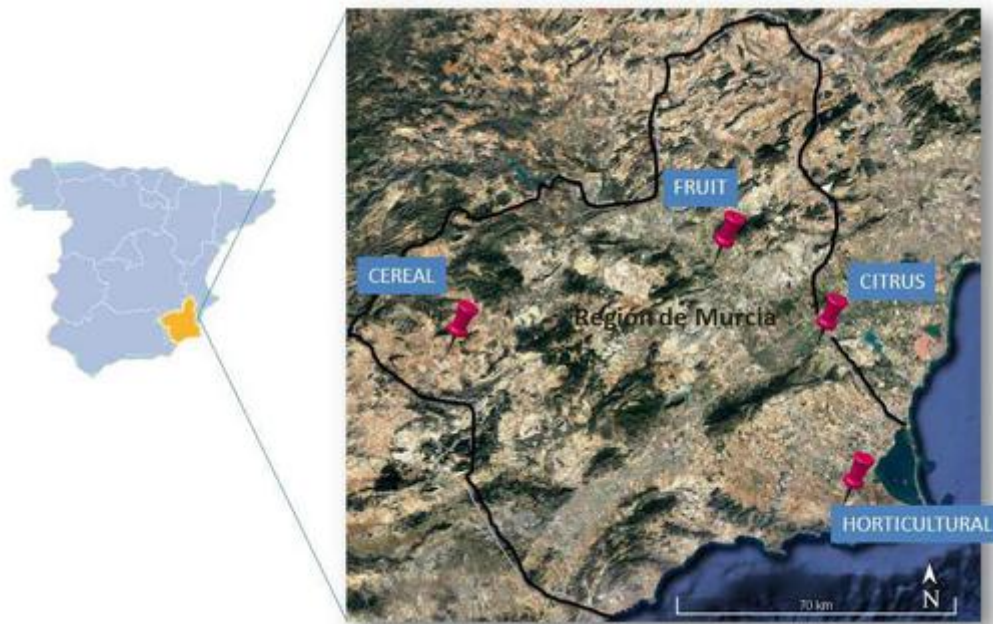 FRUIT
CEREAL
CITRUS
Región de Murcia
HORTICULTURAL
70 km
N